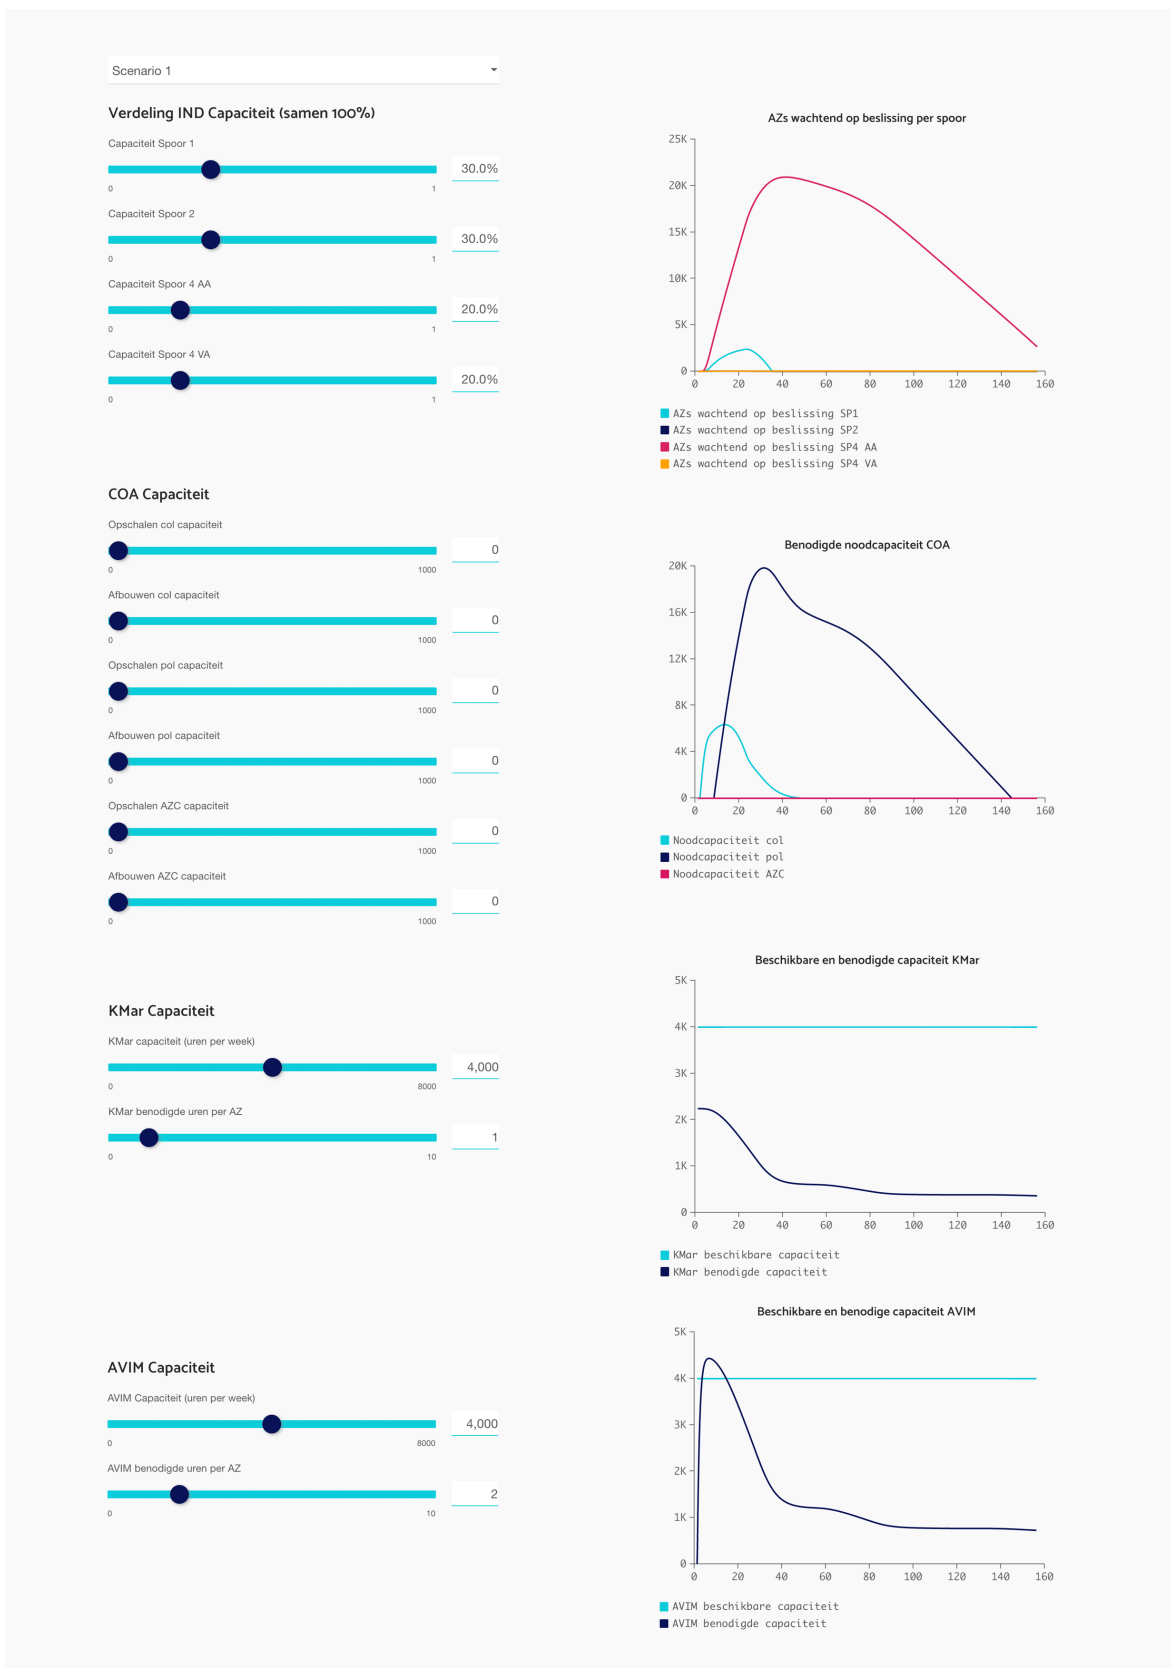 Scenario 1
Verdeling IND Capaciteit (samen 100%)
Capaciteit Spoor 1
30.0%
0 1
Capaciteit Spoor 2
30.0%
0 1
Capaciteit Spoor 4 AA
20.0%
0 1
Capaciteit Spoor 4 VA
20.0%
0 1
AZs wachtend op beslissing per spoor
25K
20K
15K
10K
5K
0
0 20 40 60 80 100 120 140 160
AZs wachtend op beslissing SP1
AZs wachtend op beslissing SP2
AZs wachtend op beslissing SP4 AA
AZs wachtend op beslissing SP4 VA
COA Capaciteit
Opschalen col capaciteit
0
0 1000
Afbouwen col capaciteit
0
0 1000
Opschalen pol capaciteit
0
0 1000
Afbouwen pol capaciteit
0
0 1000
Opschalen AZC capaciteit
0
0 1000
Afbouwen AZC capaciteit
0
0 1000
Benodigde noodcapaciteit COA
20K
16K
12K
8K
4K
0
0 20 40 60 80 100 120 140 160
Noodcapaciteit col
Noodcapaciteit pol
Noodcapaciteit AZC
KMar Capaciteit
KMar capaciteit (uren per week)
4,000
0 8000
KMar benodigde uren per AZ
1
0 10
Beschikbare en benodigde capaciteit KMar
5K
4K
3K
2K
1K
0
0 20 40 60 80 100 120 140 160
KMar beschikbare capaciteit
KMar benodigde capaciteit
AVIM Capaciteit
AVIM Capaciteit (uren per week)
4,000
0 8000
AVIM benodigde uren per AZ
2
0 10
Beschikbare en benodige capaciteit AVIM
5K
4K
3K
2K
1K
0
0 20 40 60 80 100 120 140 160
AVIM beschikbare capaciteit
AVIM benodigde capaciteit